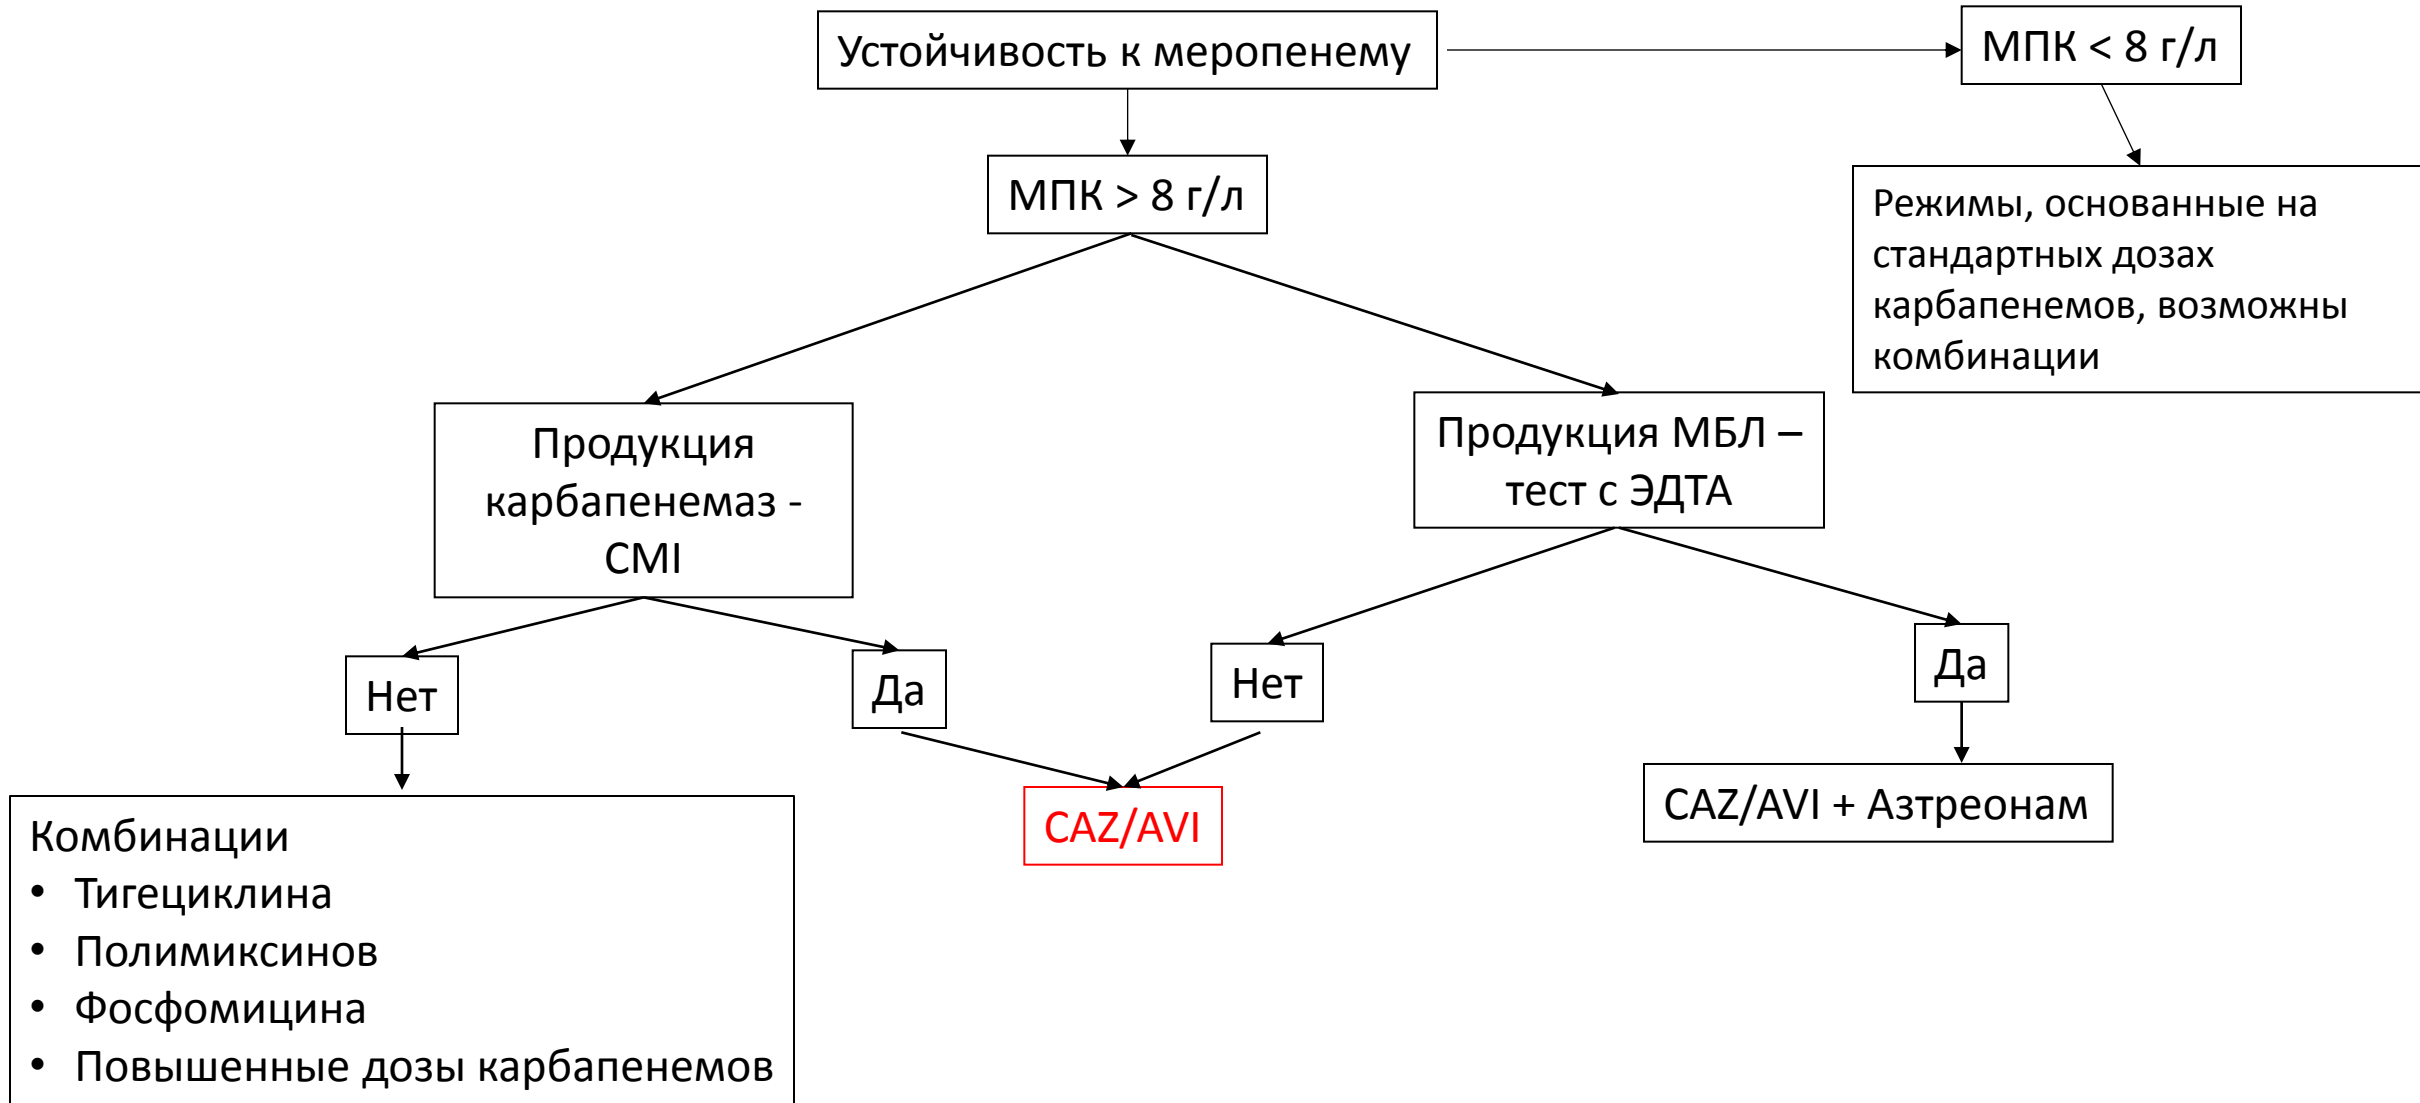 Устойчивость к меропенему
МПК < 8 г/л
МПК > 8 г/л
Режимы, основанные на
стандартных дозах
карбапенемов, возможны
комбинации
Продукция
карбапенемаз -
CMI
Продукция МБЛ –
тест с ЭДТА
Нет
Да
Нет
Да
CAZ/AVI
CAZ/AVI + Азтреонам
Комбинации
• Тигециклина
• Полимиксинов
• Фосфомицина
• Повышенные дозы карбапенемов